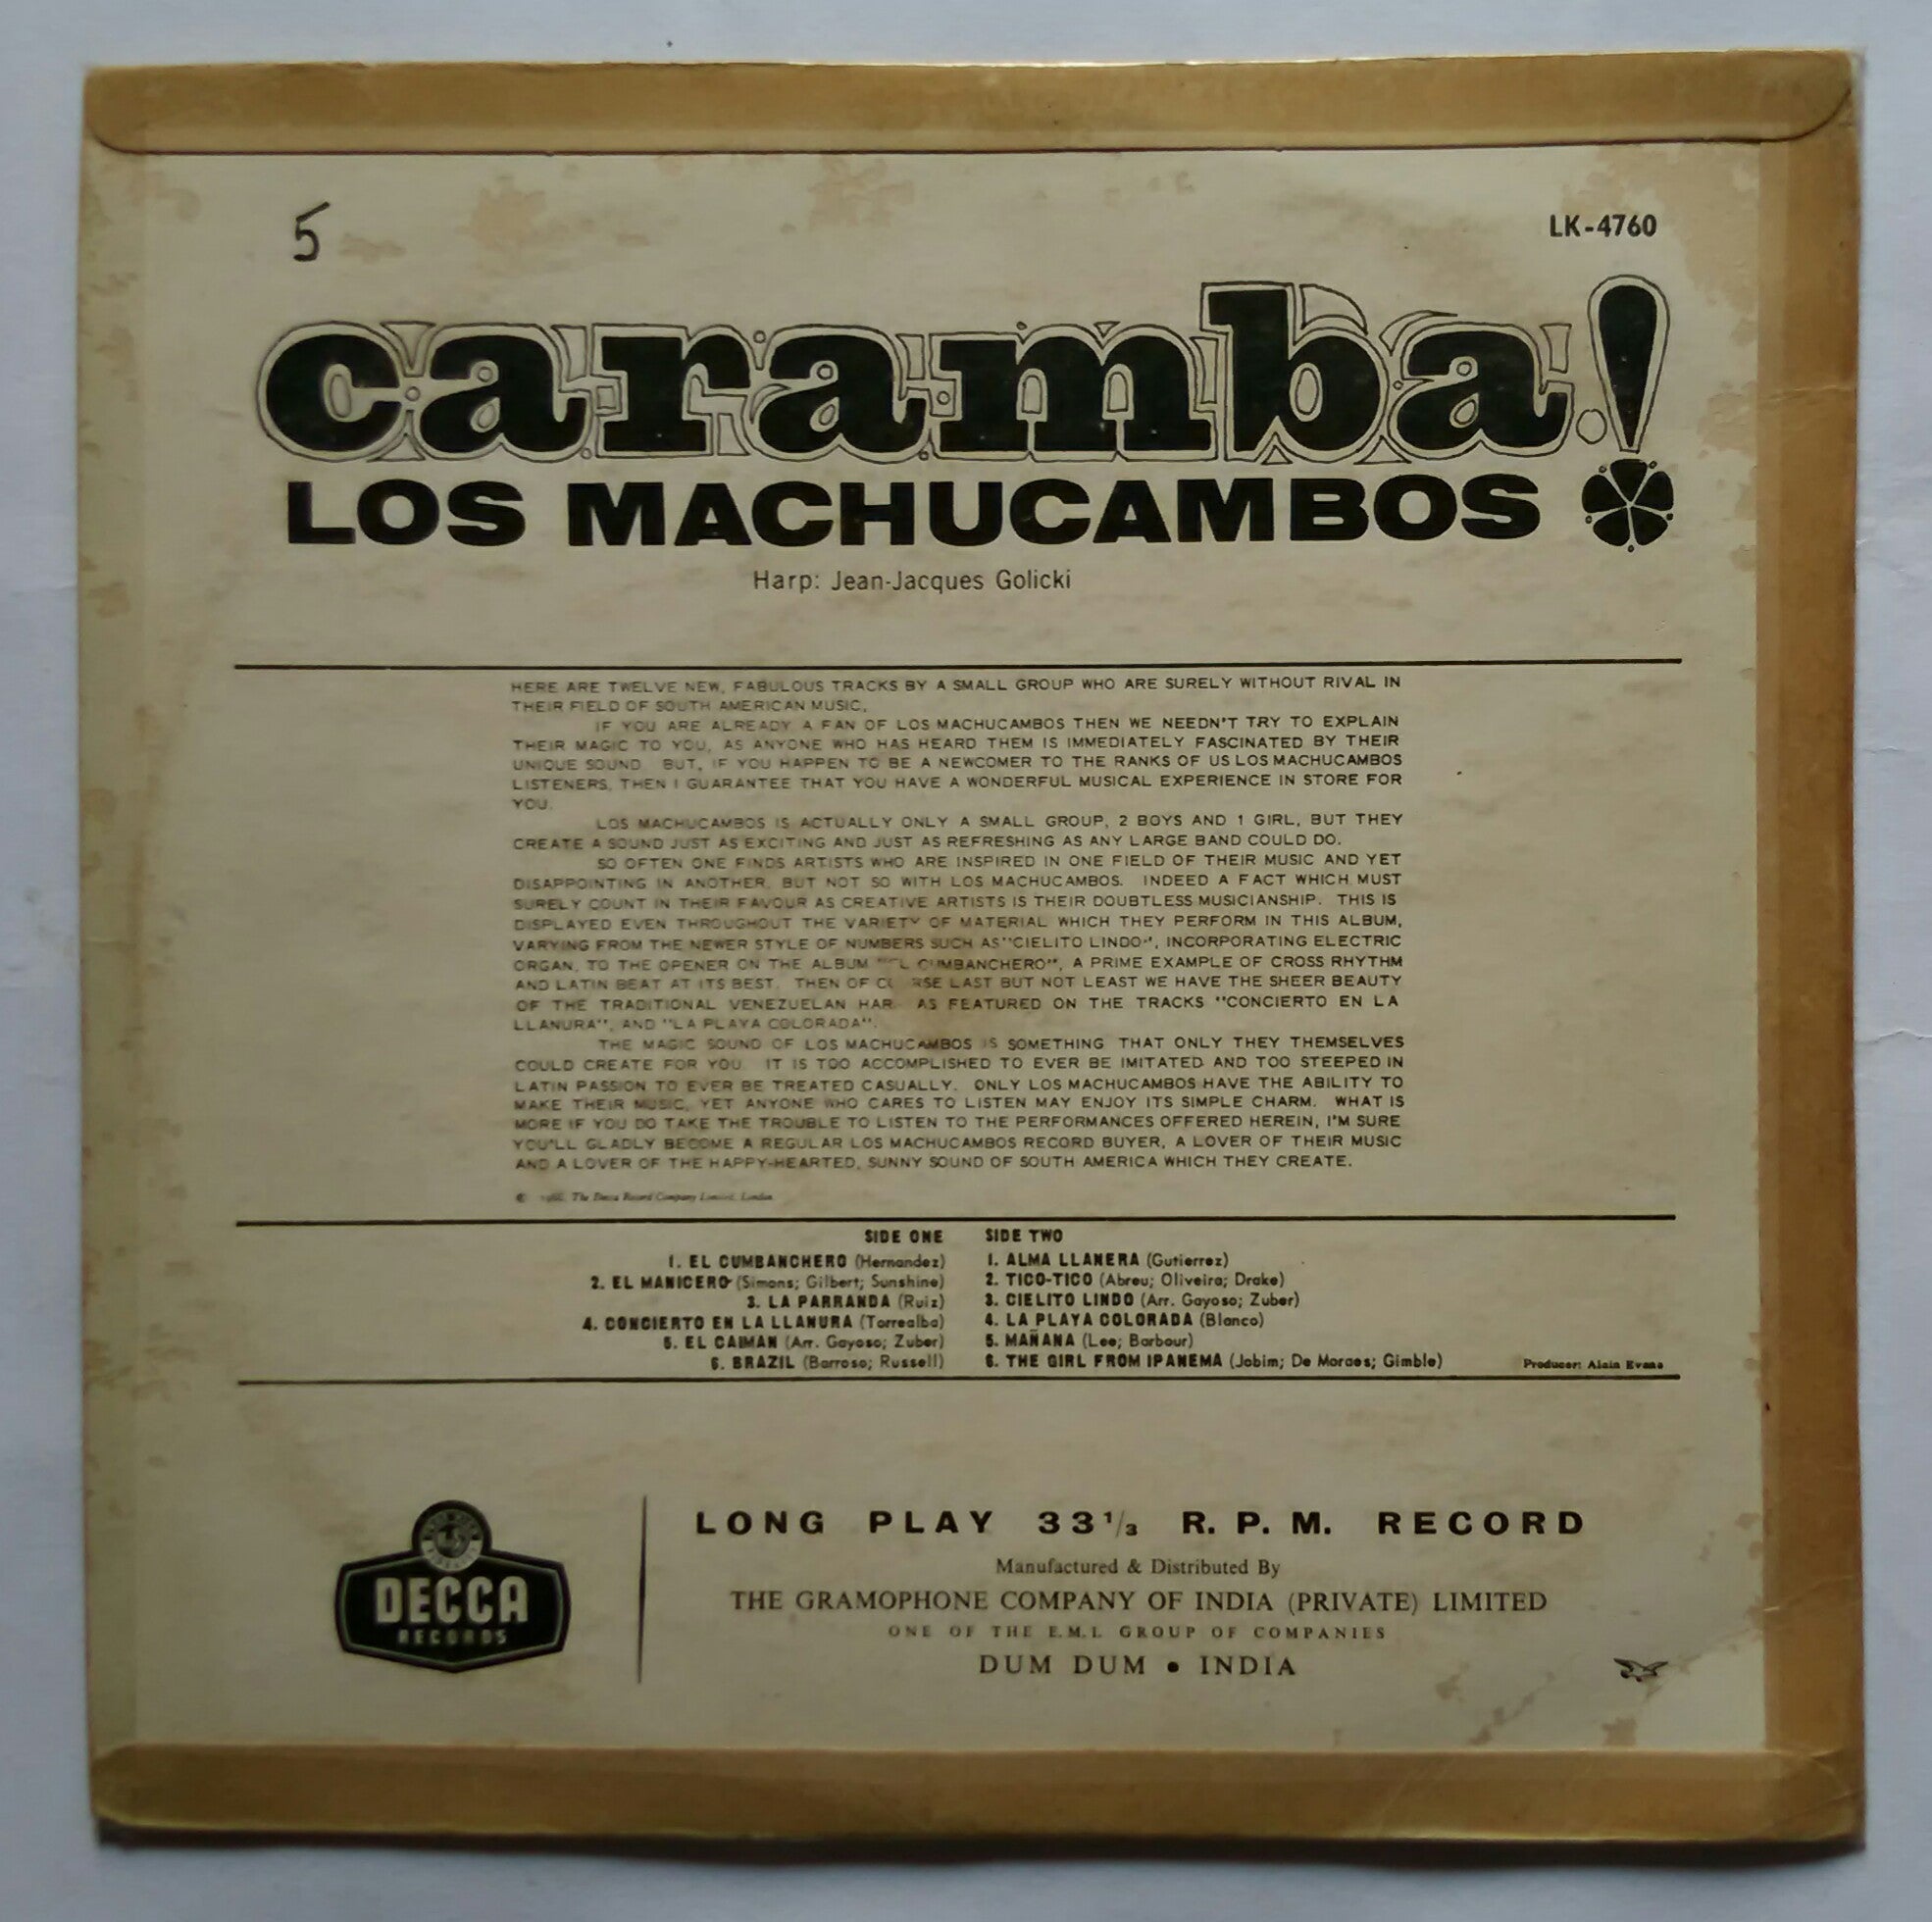 5
LK-4760
caramba!
LOS MACHUCAMBOS
Harp: Jean-Jacques Golicki
HERE ARE TWELVE NEW, FABULOUS TRACKS BY A SMALL GROUP WHO ARE SURELY WITHOUT RIVAL IN
THEIR FIELD OF SOUTH AMERICAN MUSIC,
IF YOU ARE ALREADY A FAN OF LOS MACHUCAMBOS THEN WE NEEDN'T TRY TO EXPLAIN
THEIR MAGIC TO YOU, AS ANYONE WHO HAS HEARD THEM IS IMMEDIATELY FASCINATED BY THEIR
UNIQUE SOUND. BUT, IF YOU HAPPEN TO BE A NEWCOMER TO THE RANKS OF US LOS MACHUCAMBOS
LISTENERS, THEN I GUARANTEE THAT YOU HAVE A WONDERFUL MUSICAL EXPERIENCE IN STORE FOR
YOU.
LOS MACHUCAMBOS IS ACTUALLY ONLY A SMALL GROUP, 2 BOYS AND 1 GIRL, BUT THEY
CREATE A SOUND JUST AS EXCITING AND JUST AS REFRESHING AS ANY LARGE BAND COULD DO.
SO OFTEN ONE FINDS ARTISTS WHO ARE INSPIRED IN ONE FIELD OF THEIR MUSIC AND YET
DISAPPOINTING IN ANOTHER, BUT NOT SO WITH LOS MACHUCAMBOS. INDEED A FACT WHICH MUST
SURELY COUNT IN THEIR FAVOUR AS CREATIVE ARTISTS IS THEIR DOUBTLESS MUSICIANSHIP. THIS IS
DISPLAYED EVEN THROUGHOUT THE VARIETY OF MATERIAL WHICH THEY PERFORM IN THIS ALBUM,
VARYING FROM THE NEWER STYLE OF NUMBERS SUCH AS "CIELITO LINDO", INCORPORATING ELECTRIC
ORGAN, TO THE OPENER ON THE ALBUM "EL CUMBANCHERO", A PRIME EXAMPLE OF CROSS RHYTHM
AND LATIN BEAT AT ITS BEST. THEN OF COURSE LAST BUT NOT LEAST WE HAVE THE SHEER BEAUTY
OF THE TRADITIONAL VENEZUELAN HAR AS FEATURED ON THE TRACKS "CONCIERTO EN LA
LLANURA", AND "LA PLAYA COLORADA".
THE MAGIC SOUND OF LOS MACHUCAMBOS IS SOMETHING THAT ONLY THEY THEMSELVES
COULD CREATE FOR YOU. IT IS TOO ACCOMPLISHED TO EVER BE IMITATED AND TOO STEEPED IN
LATIN PASSION TO EVER BE TREATED CASUALLY. ONLY LOS MACHUCAMBOS HAVE THE ABILITY TO
MAKE THEIR MUSIC, YET ANYONE WHO CARES TO LISTEN MAY ENJOY ITS SIMPLE CHARM. WHAT IS
MORE IF YOU DO TAKE THE TROUBLE TO LISTEN TO THE PERFORMANCES OFFERED HEREIN, I'M SURE
YOU'LL GLADLY BECOME A REGULAR LOS MACHUCAMBOS RECORD BUYER, A LOVER OF THEIR MUSIC
AND A LOVER OF THE HAPPY-HEARTED, SUNNY SOUND OF SOUTH AMERICA WHICH THEY CREATE.
The Decca Record Company Limited, London
SIDE ONE
1. EL CUMBANCHERO (Hernandez)
2. EL MANICERO (Simons; Gilbert; Sunshine)
3. LA PARRANDA (Ruiz)
4. CONCIERTO EN LA LLANURA (Torrealba)
5. EL CAIMAN (Arr. Gayoso; Zuber)
6. BRAZIL (Barroso; Russell)
SIDE TWO
1. ALMA LLANERA (Gutierrez)
2. TICO-TICO (Abreu; Oliveira; Drake)
3. CIELITO LINDO (Arr. Gayoso; Zuber)
4. LA PLAYA COLORADA (Blanco)
5. MAÑANA (Lee; Barbour)
6. THE GIRL FROM IPANEMA (Jobim; De Moraes; Gimble)
Producer: Alain Evans
DECCA
RECORDS
LONG PLAY 33 1/3 R. P. M. RECORD
Manufactured & Distributed By
THE GRAMOPHONE COMPANY OF INDIA (PRIVATE) LIMITED
ONE OF THE E.M.I. GROUP OF COMPANIES
DUM DUM • INDIA